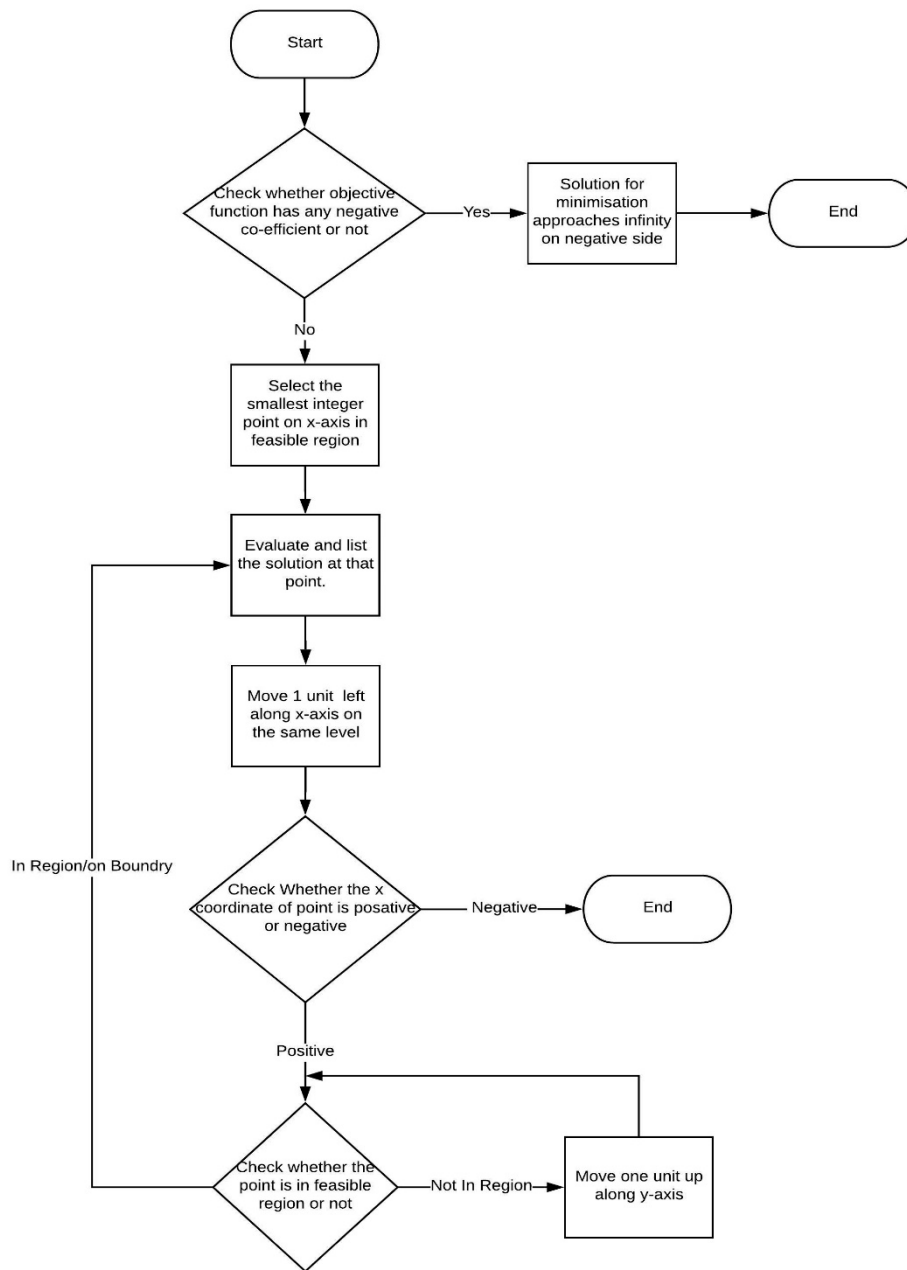 Start
Check whether objective
function has any negative
co-efficient or not
Yes
Solution for
minimisation
approaches infinity
on negative side
End
No
Select the
smallest integer
point on x-axis in
feasible region
Evaluate and list
the solution at that
point.
Move 1 unit left
along x-axis on
the same level
In Region/on Boundry
Check Whether the x
coordinate of point is posative
or negative
Negative
End
Positive
Check whether the
point is in feasible
region or not
Not In Region
Move one unit up
along y-axis